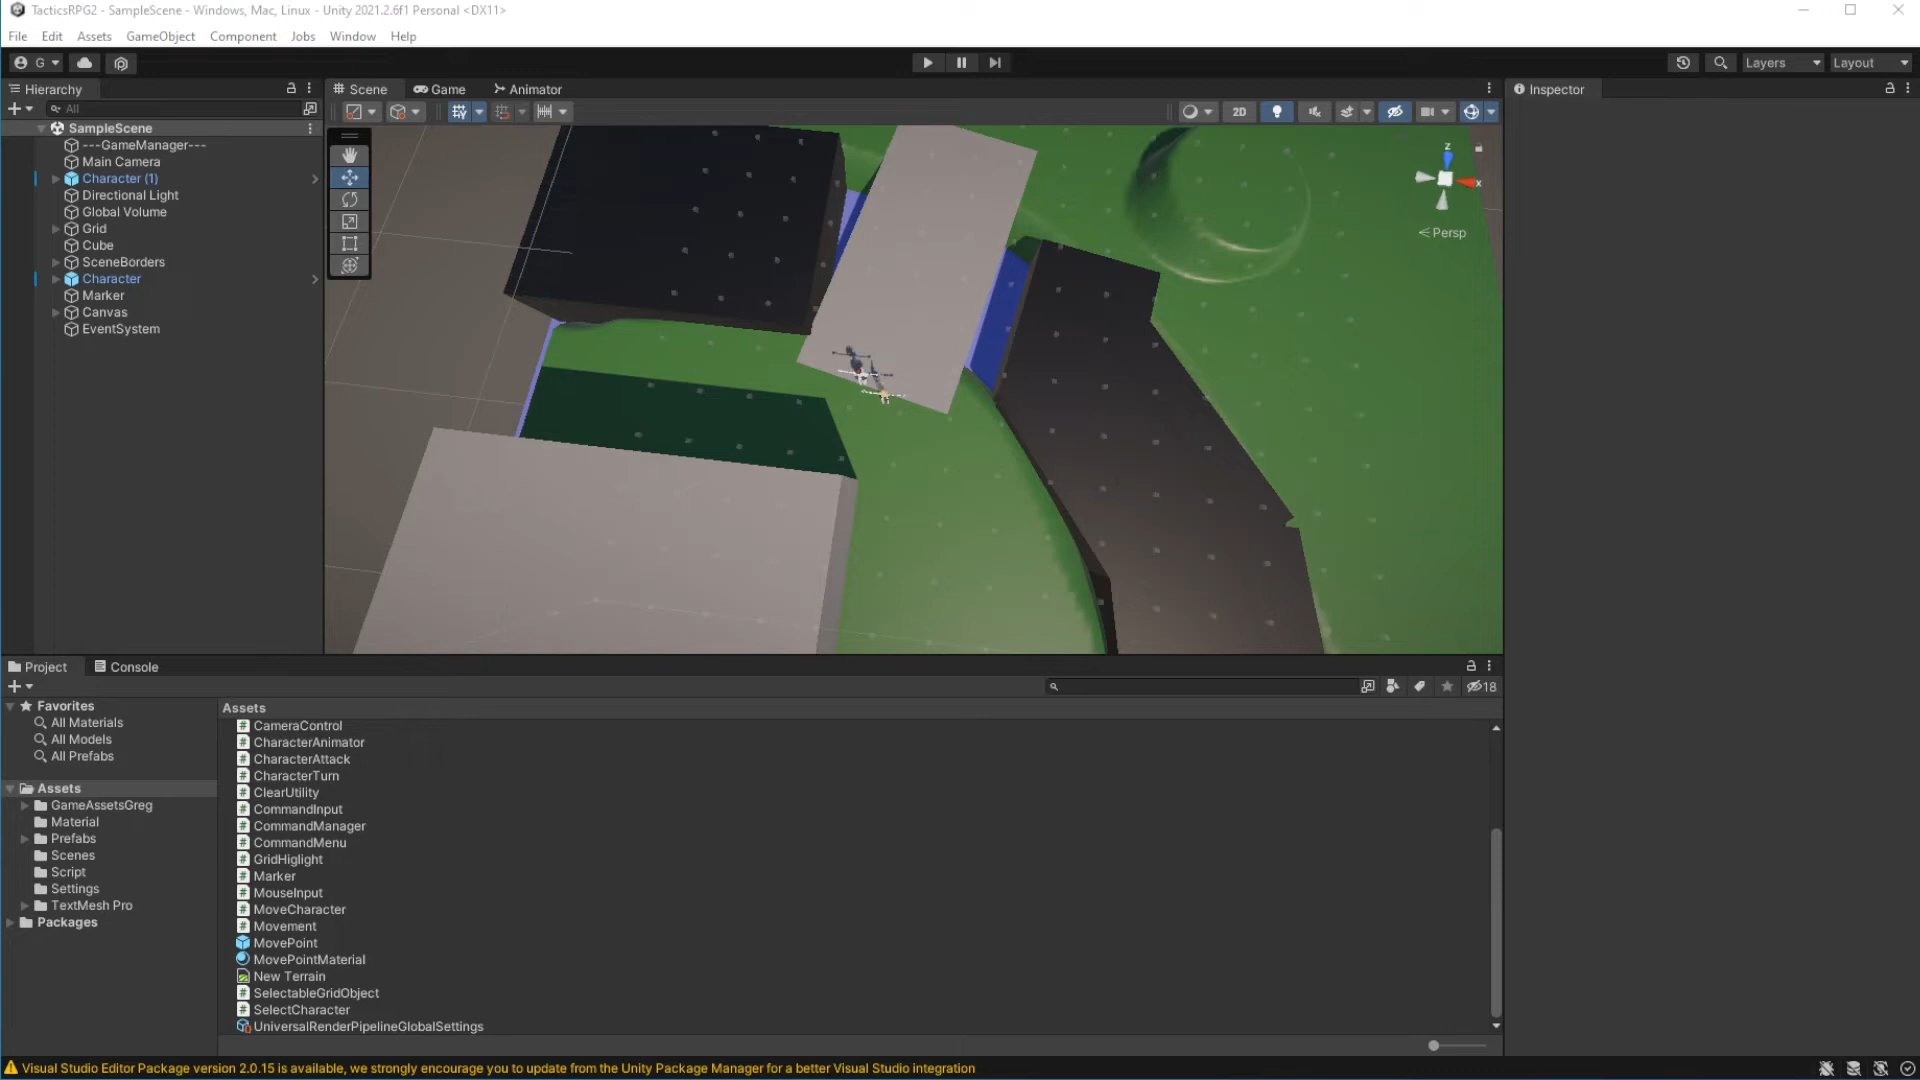 TacticsRPG2 - SampleScene - Windows, Mac, Linux - Unity 2021.2.6f1 Personal <DX11>
File Edit Assets GameObject Component Jobs Window Help
G Layers Layout
Hierarchy
All
SampleScene
---GameManager---
Main Camera
Character (1)
Directional Light
Global Volume
Grid
Cube
SceneBorders
Character
Marker
Canvas
EventSystem
Scene Game Animator
2D
z
x
Persp
Inspector
Project Console
18
Favorites
All Materials
All Models
All Prefabs
Assets
GameAssetsGreg
Material
Prefabs
Scenes
Script
Settings
TextMesh Pro
Packages
Assets
CameraControl
CharacterAnimator
CharacterAttack
CharacterTurn
ClearUtility
CommandInput
CommandManager
CommandMenu
GridHiglight
Marker
MouseInput
MoveCharacter
Movement
MovePoint
MovePointMaterial
New Terrain
SelectableGridObject
SelectCharacter
UniversalRenderPipelineGlobalSettings
Visual Studio Editor Package version 2.0.15 is available, we strongly encourage you to update from the Unity Package Manager for a better Visual Studio integration